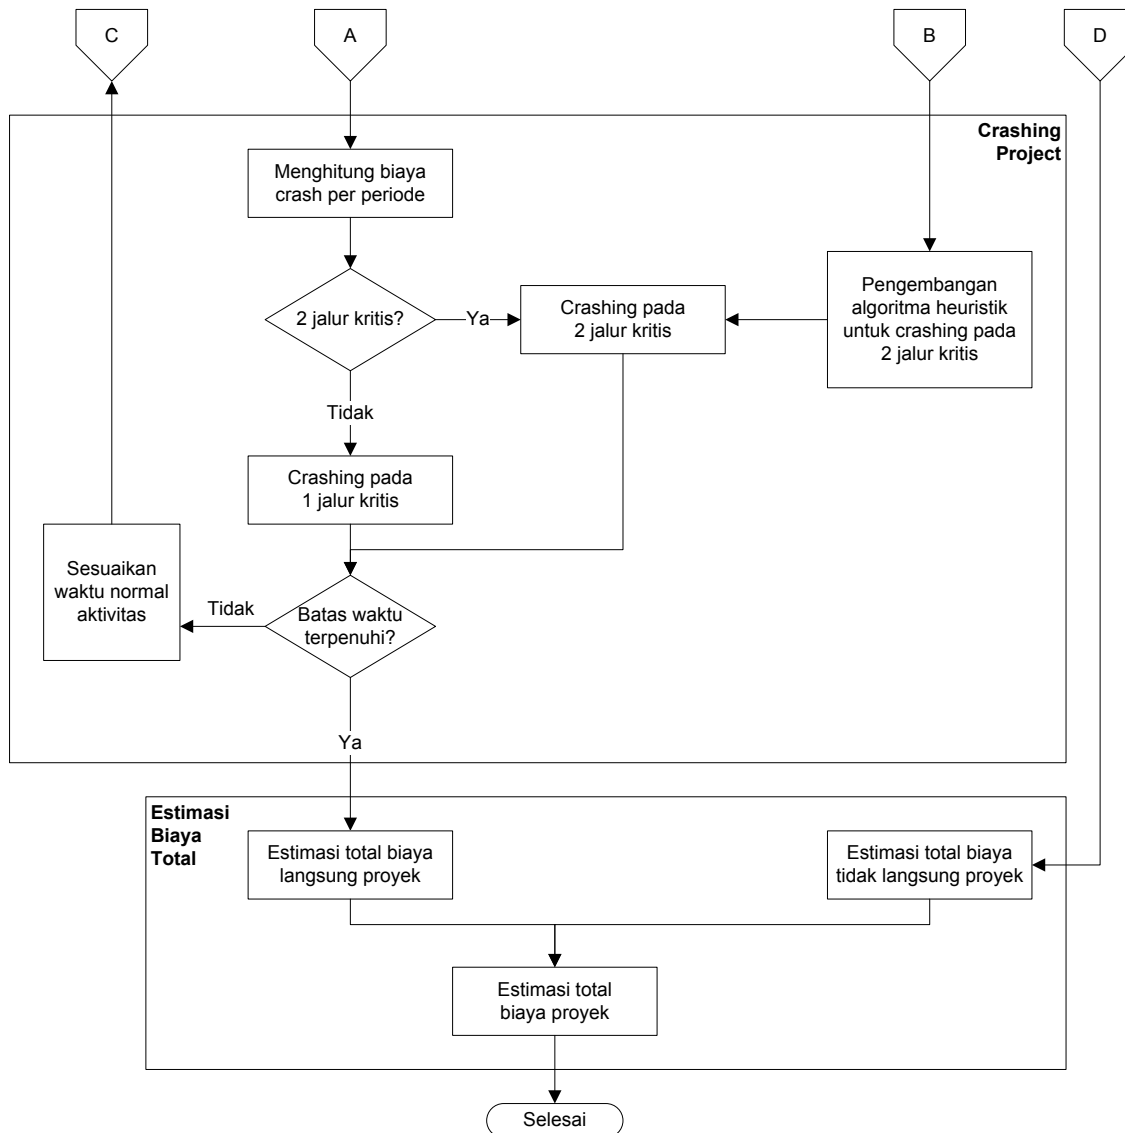 C
A
B
D
Crashing
Project
Menghitung biaya
crash per periode
2 jalur kritis?
Ya
Crashing pada
2 jalur kritis
Pengembangan
algoritma heuristik
untuk crashing pada
2 jalur kritis
Tidak
Crashing pada
1 jalur kritis
Sesuaikan
waktu normal
aktivitas
Tidak
Batas waktu
terpenuhi?
Ya
Estimasi
Biaya
Total
Estimasi total biaya
langsung proyek
Estimasi total biaya
tidak langsung proyek
Estimasi total
biaya proyek
Selesai